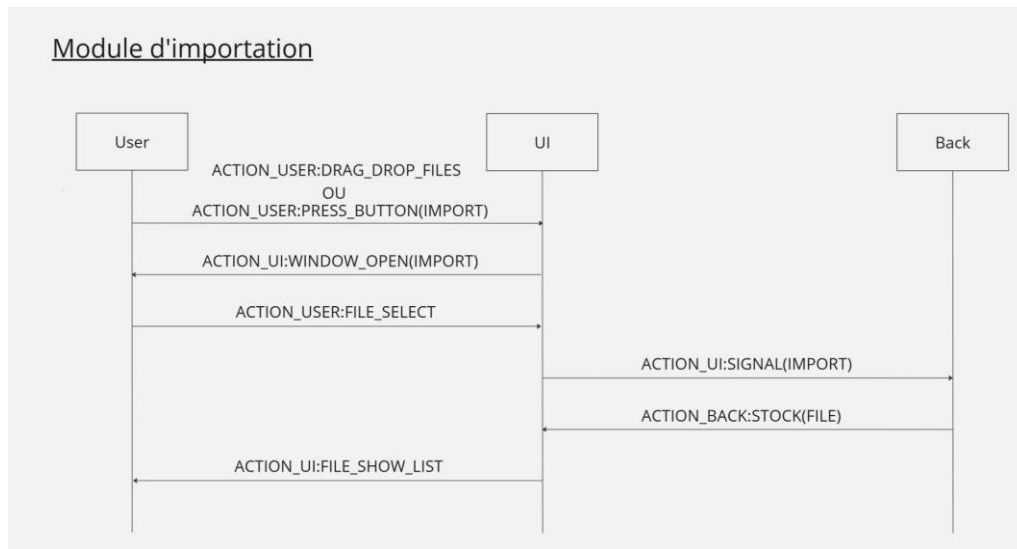 Module d'importation
User
UI
Back
ACTION_USER:DRAG_DROP_FILES
OU
ACTION_USER:PRESS_BUTTON(IMPORT)
ACTION_UI:WINDOW_OPEN(IMPORT)
ACTION_USER:FILE_SELECT
ACTION_UI:SIGNAL(IMPORT)
ACTION_BACK:STOCK(FILE)
ACTION_UI:FILE_SHOW_LIST